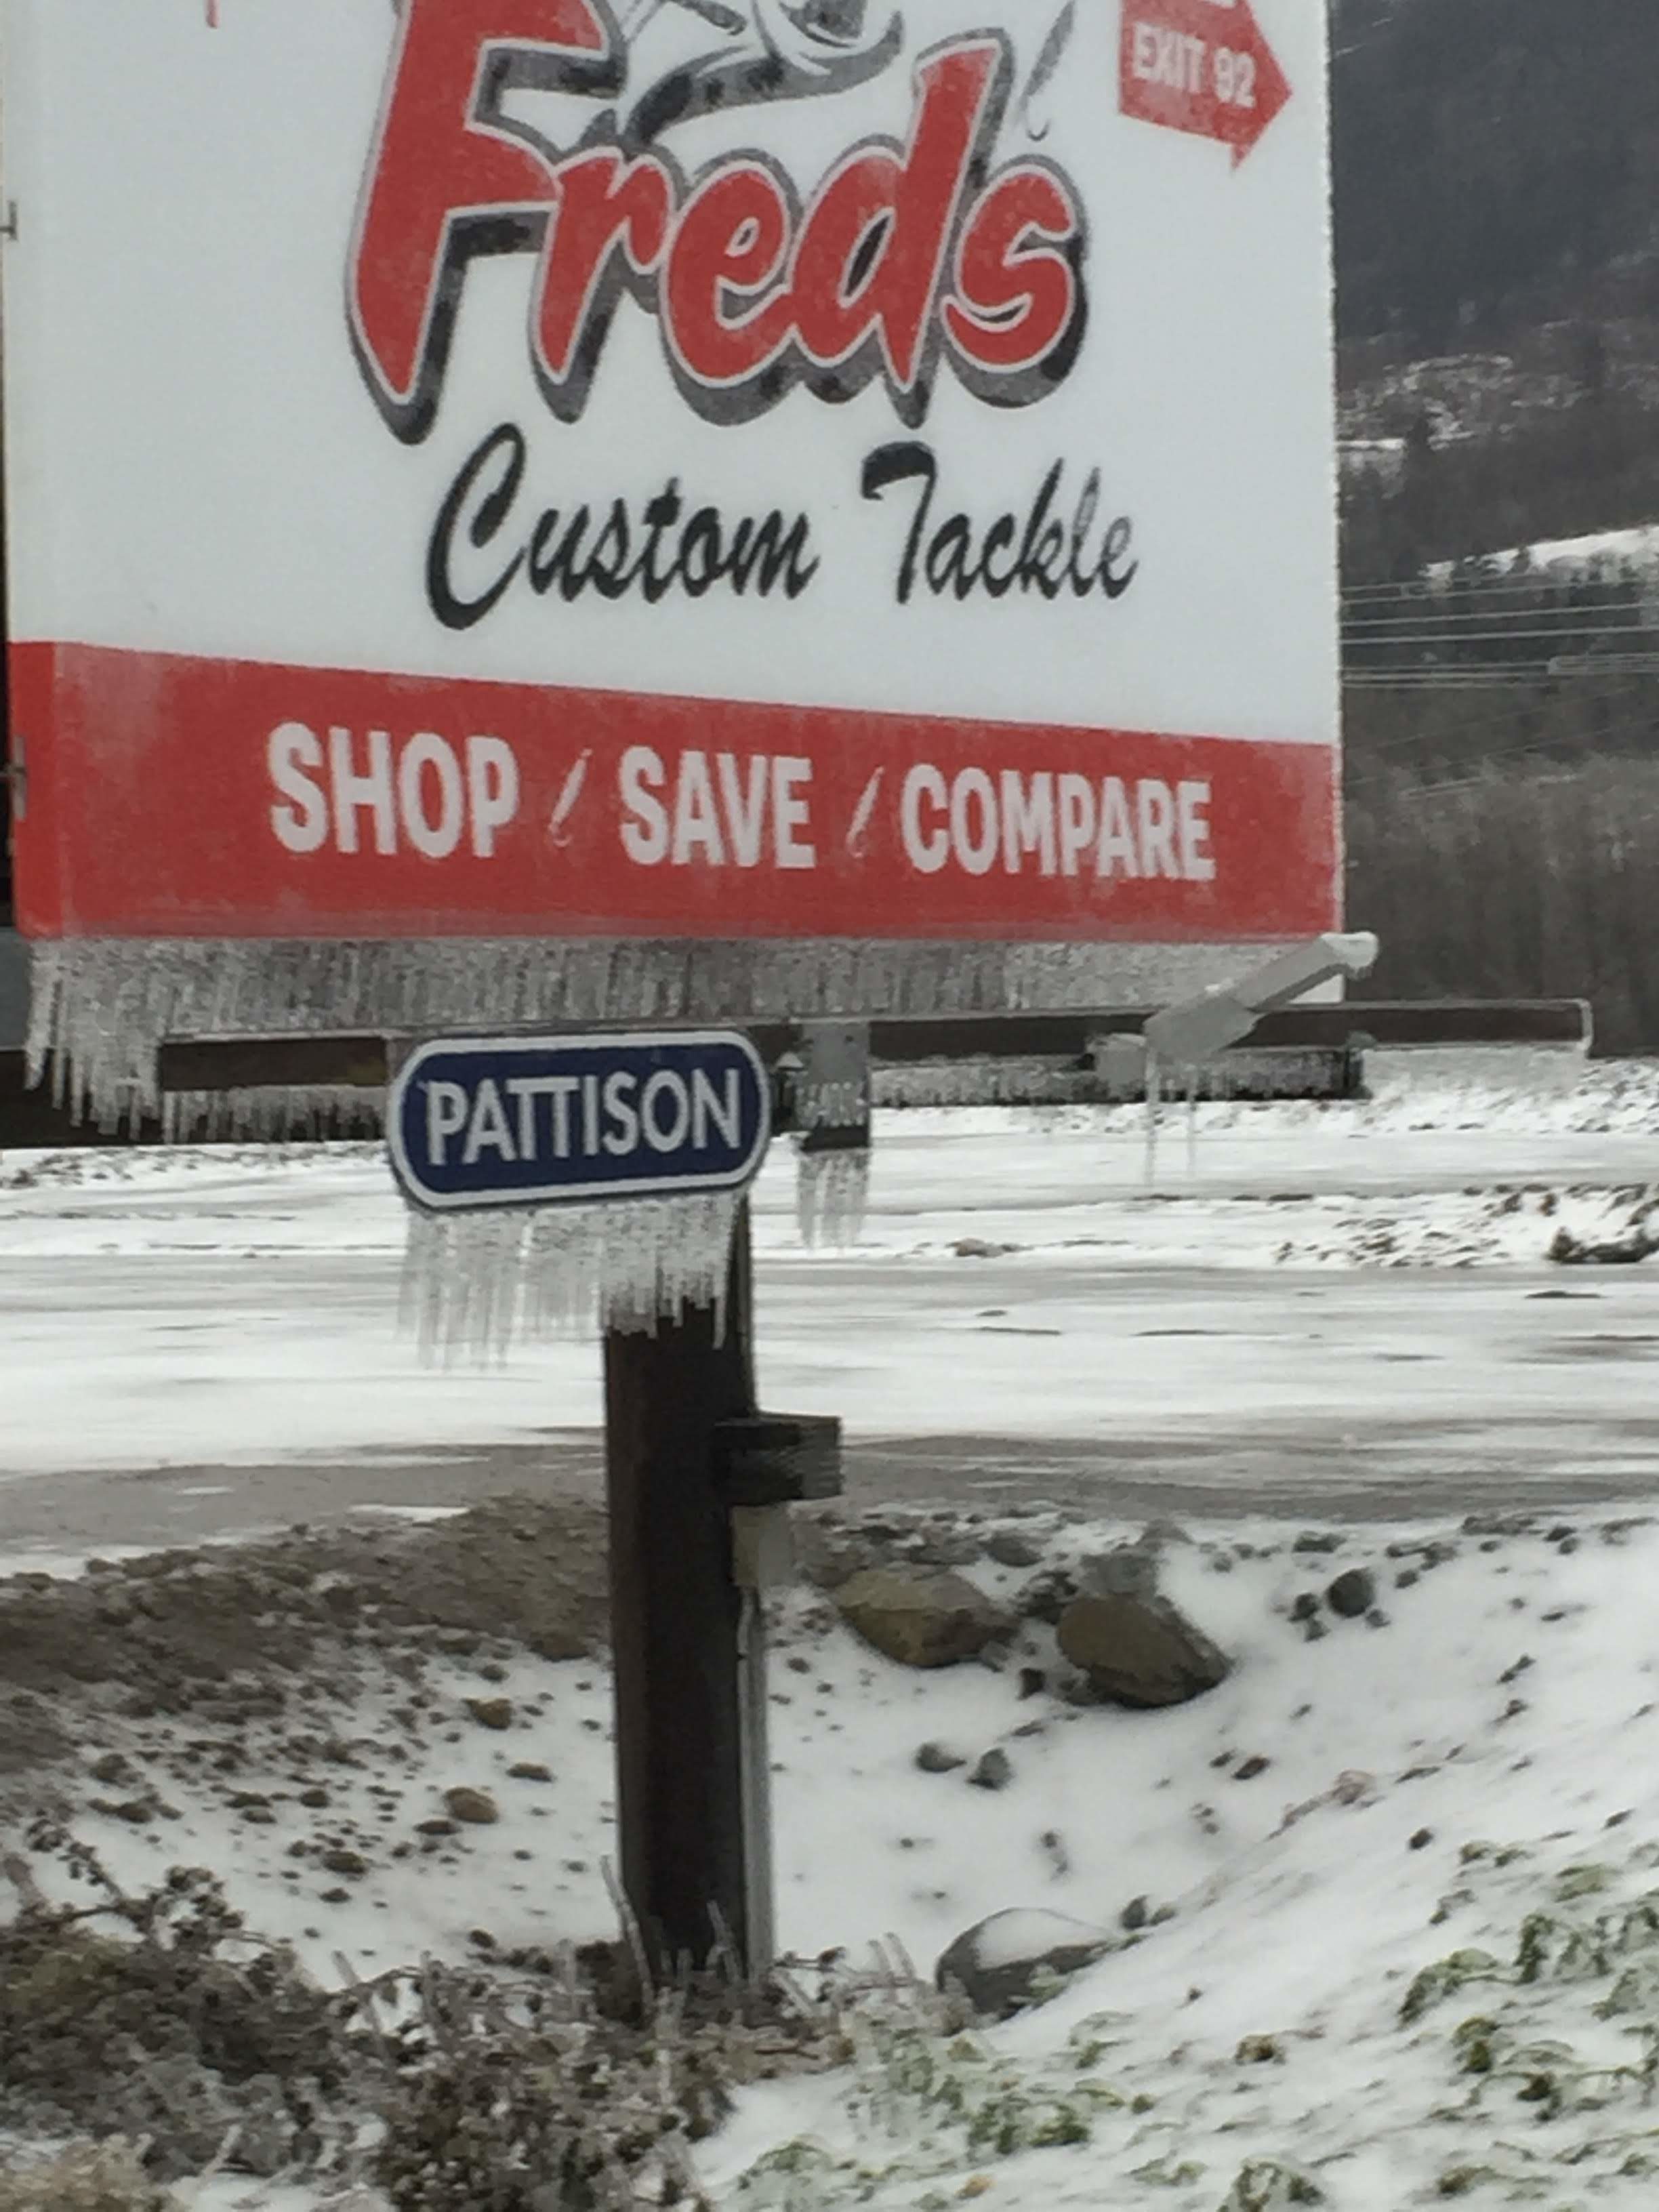 EXIT 92
Freds
Custom Tackle
SHOP / SAVE / COMPARE
PATTISON